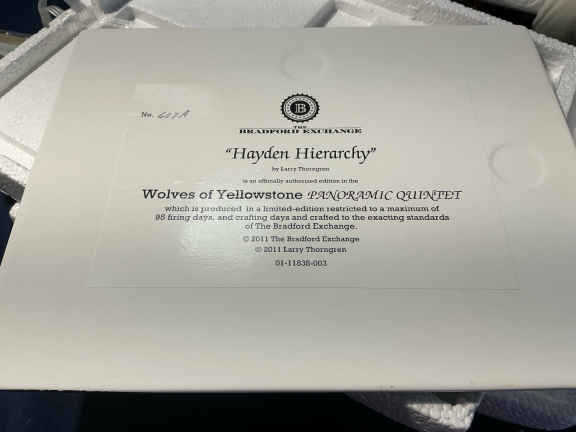 No. 617A
B
THE
BRADFORD EXCHANGE
"Hayden Hierarchy"
by Larry Thorngren
is an officially authorized edition in the
Wolves of Yellowstone PANORAMIC QUINTET
which is produced in a limited-edition restricted to a maximum of
95 firing days, and crafting days and crafted to the exacting standards
of The Bradford Exchange.
© 2011 The Bradford Exchange
© 2011 Larry Thorngren
01-11838-003